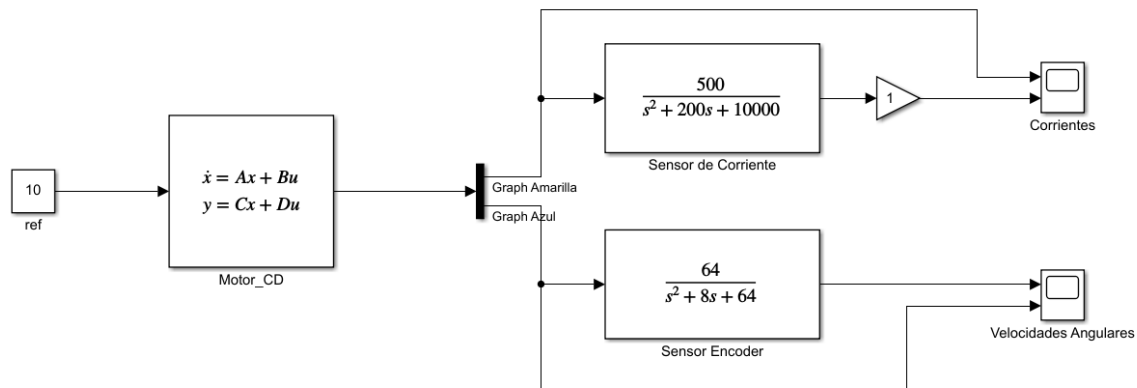 10
ref
ẋ = Ax + Bu
y = Cx + Du
Motor_CD
Graph Amarilla
Graph Azul
500
s² + 200s + 10000
Sensor de Corriente
1
Corrientes
64
s² + 8s + 64
Sensor Encoder
Velocidades Angulares